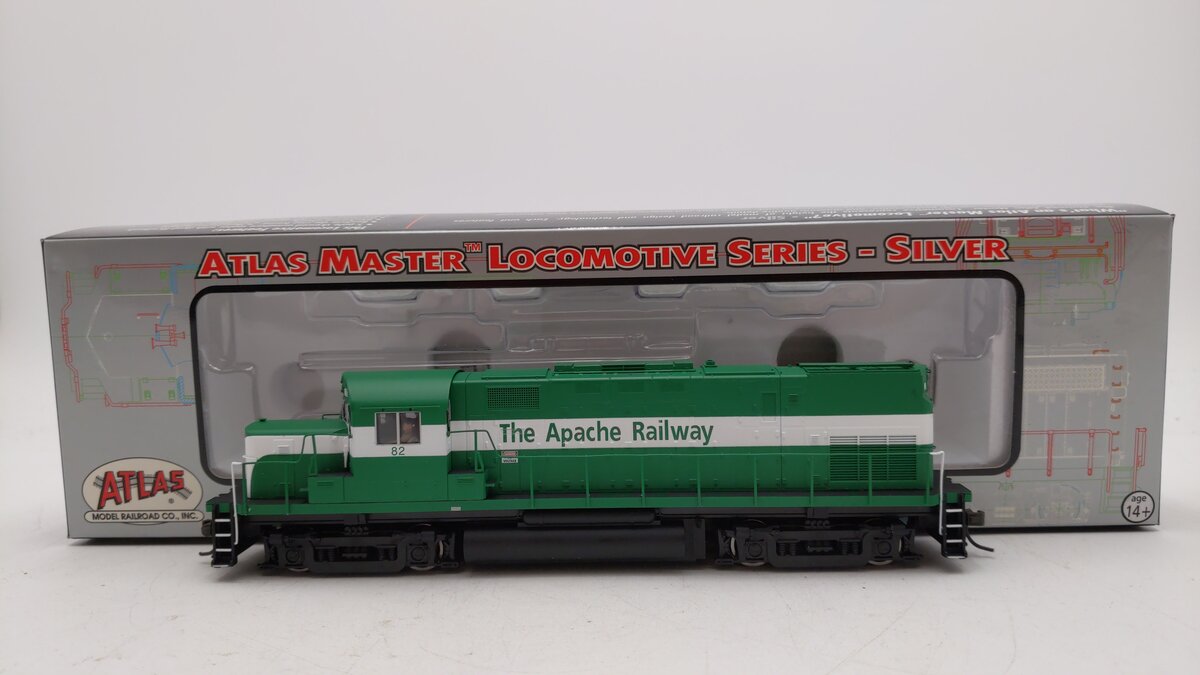 ATLAS MASTER™ LOCOMOTIVE SERIES - SILVER
The Apache Railway
82
ATLAS®
MODEL RAILROAD CO., INC.
age
14+